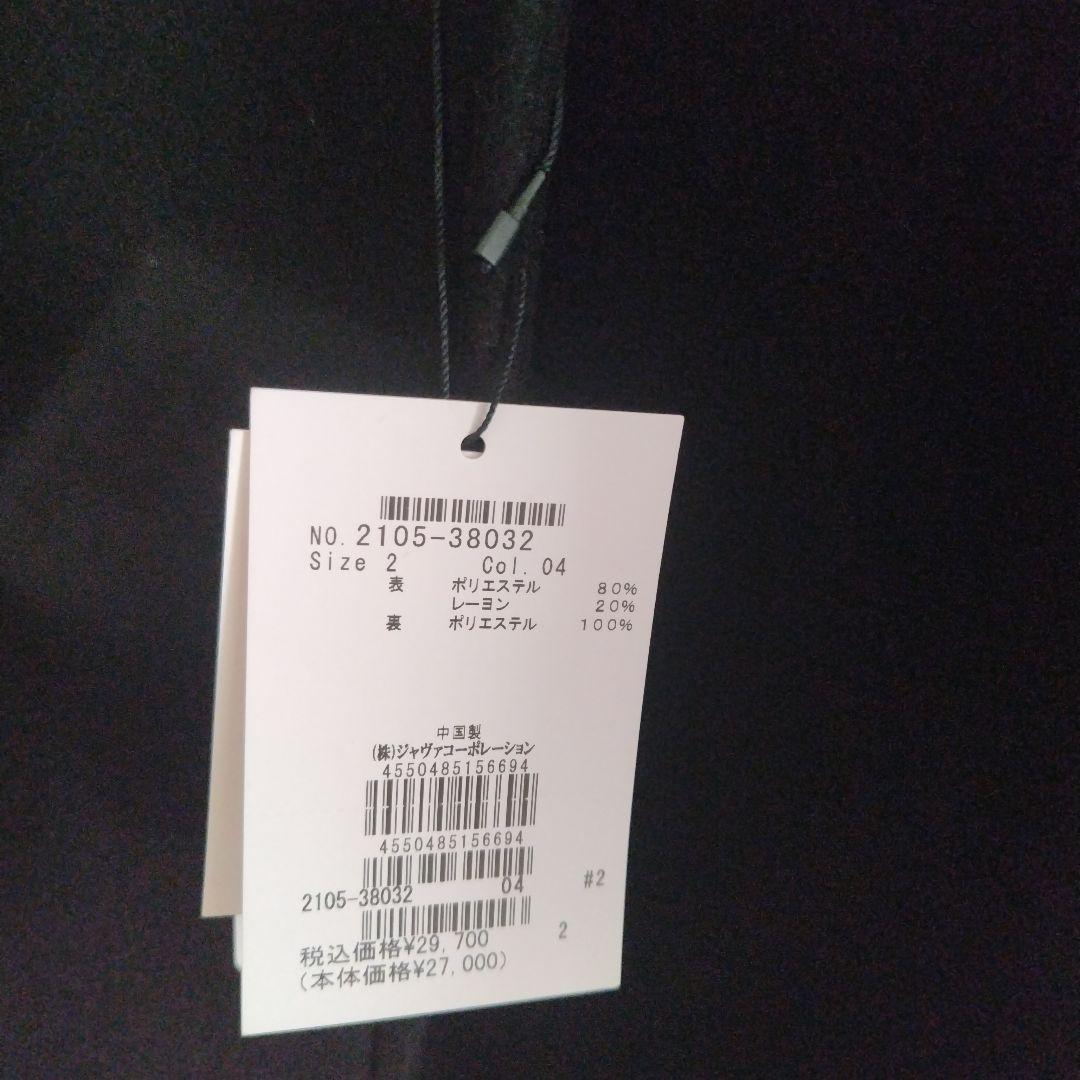 NO. 2105-38032
Size 2 Col. 04
表 ポリエステル 80%
レーヨン 20%
裏 ポリエステル 100%
中国製
(株)ジャヴァコーポレーション
4550485156694
4550485156694
04
#2
2105-38032
2
税込価格¥29,700
(本体価格¥27,000)